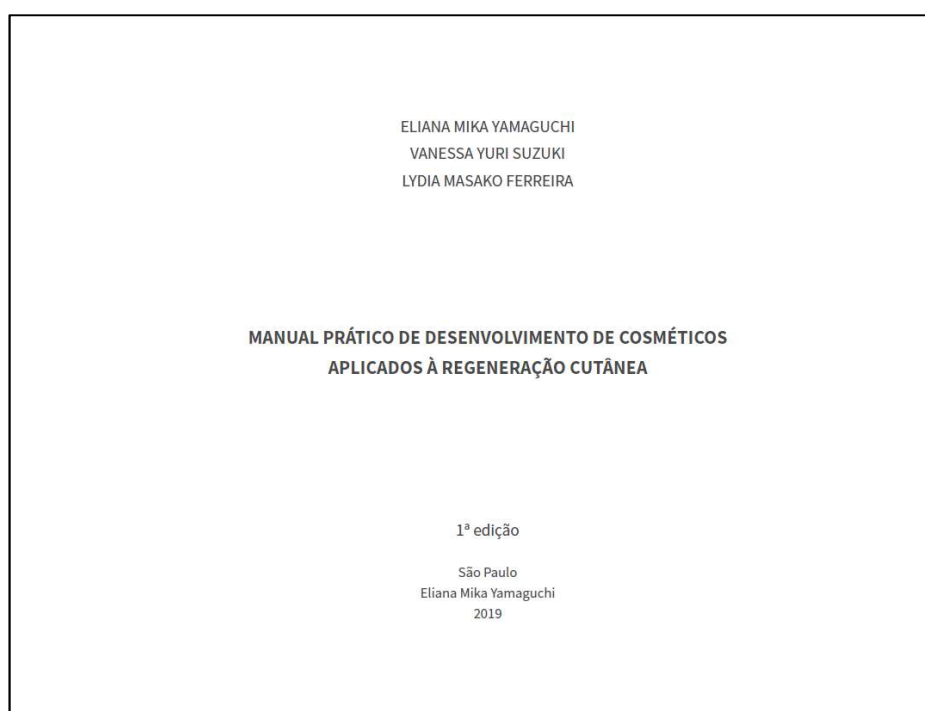 ELIANA MIKA YAMAGUCHI
VANESSA YURI SUZUKI
LYDIA MASAKO FERREIRA
MANUAL PRÁTICO DE DESENVOLVIMENTO DE COSMÉTICOS
APLICADOS À REGENERAÇÃO CUTÂNEA
1ª edição
São Paulo
Eliana Mika Yamaguchi
2019